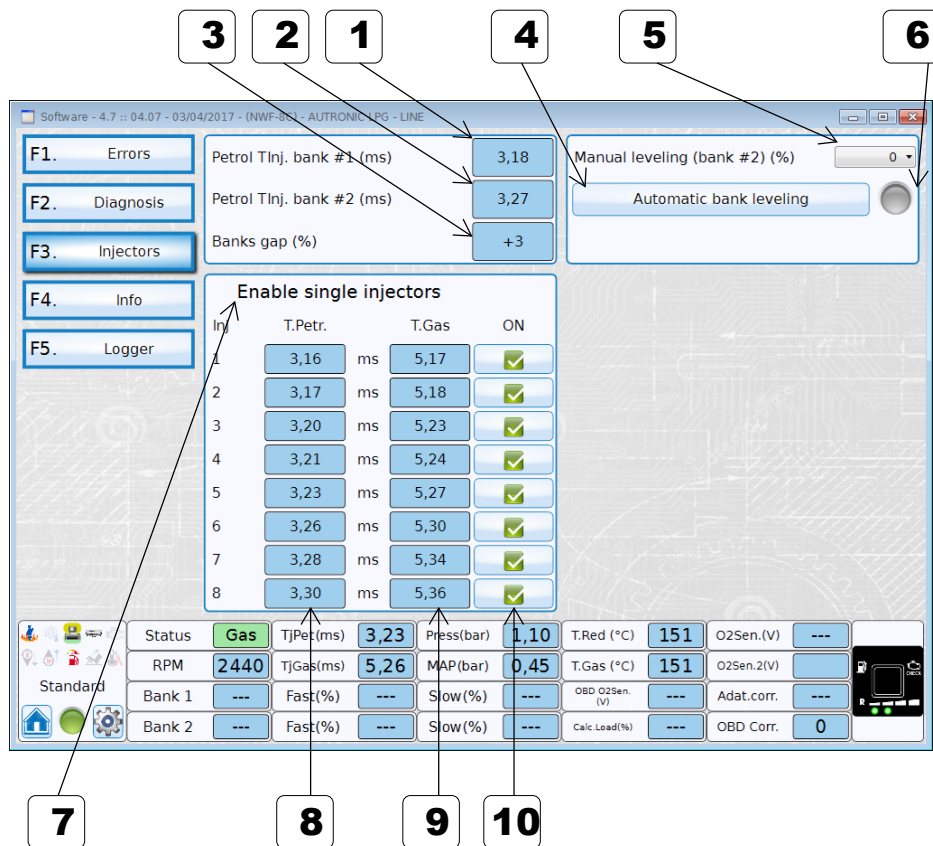 3 2 1 4 5 6
Software - 4.7 :: 04.07 - 03/04/2017 - (NWF-8C) - AUTRONIC LPG - LINE
F1. Errors
F2. Diagnosis
F3. Injectors
F4. Info
F5. Logger
Petrol TInj. bank #1 (ms) 3,18
Petrol TInj. bank #2 (ms) 3,27
Banks gap (%) +3
Manual leveling (bank #2) (%) 0
Automatic bank leveling
Enable single injectors
Inj T.Petr. T.Gas ON
1 3,16 ms 5,17
2 3,17 ms 5,18
3 3,20 ms 5,23
4 3,21 ms 5,24
5 3,23 ms 5,27
6 3,26 ms 5,30
7 3,28 ms 5,34
8 3,30 ms 5,36
Standard
Status Gas TjPet(ms) 3,23 Press(bar) 1,10 T.Red (°C) 151 O2Sen.(V) ---
RPM 2440 TjGas(ms) 5,26 MAP(bar) 0,45 T.Gas (°C) 151 O2Sen.2(V)
Bank 1 --- Fast(%) --- Slow(%) --- OBD O2Sen. (V) --- Adat.corr. ---
Bank 2 --- Fast(%) --- Slow(%) --- Calc.Load(%) --- OBD Corr. 0
CHECK
R
7 8 9 10